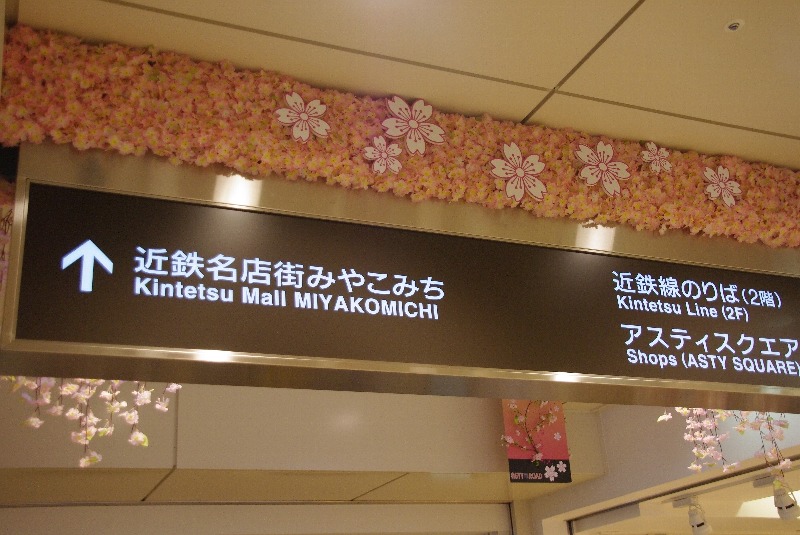 近鉄名店街みやこみち
Kintetsu Mall MIYAKOMICHI
近鉄線のりば(2階)
Kintetsu Line (2F)
アスティスクエア
Shops (ASTY SQUARE)